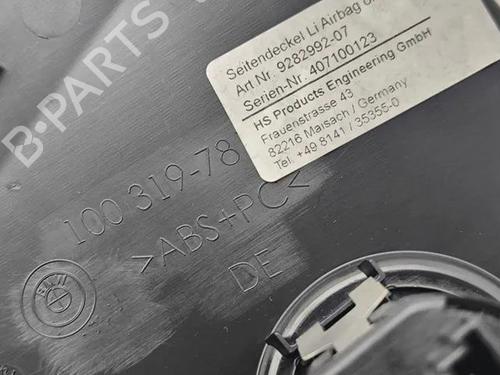 Seitendeckel Li Airbag
Art Nr. 9282992-07
Serien-Nr. 407100123
HS Products Engineering GmbH
Frauenstrasse 43
82216 Maisach / Germany
Tel. +49 8141 / 35355-0
B-PARTS
100 319-78
>ABS+PC<
DE
BMW